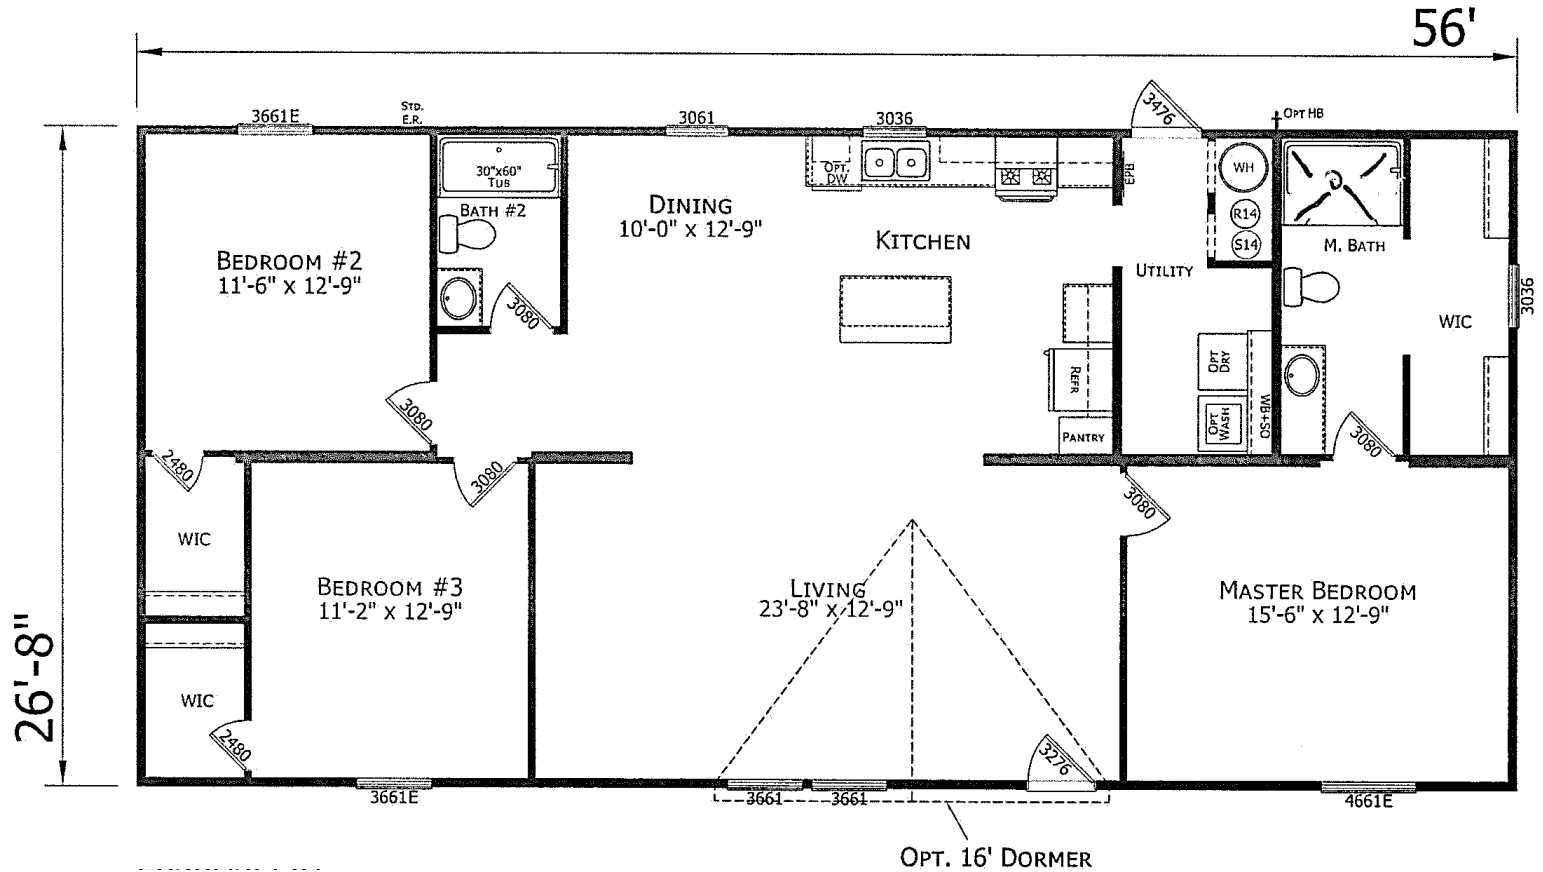 56'
3661E
STD.
E.R.
3061
3036
3476
OPT HB
30"x60"
TUB
BATH #2
OPT.
DW
EPB
WH
R14
S14
M. BATH
DINING
10'-0" x 12'-9"
KITCHEN
UTILITY
BEDROOM #2
11'-6" x 12'-9"
3080
3036
WIC
REFR
OPT
DRY
OPT
WASH
WB+SO
PANTRY
3080
3080
2480
3080
3080
WIC
BEDROOM #3
11'-2" x 12'-9"
LIVING
23'-8" x 12'-9"
MASTER BEDROOM
15'-6" x 12'-9"
26'-8"
WIC
2480
3276
3661E
3661
3661
4661E
OPT. 16' DORMER